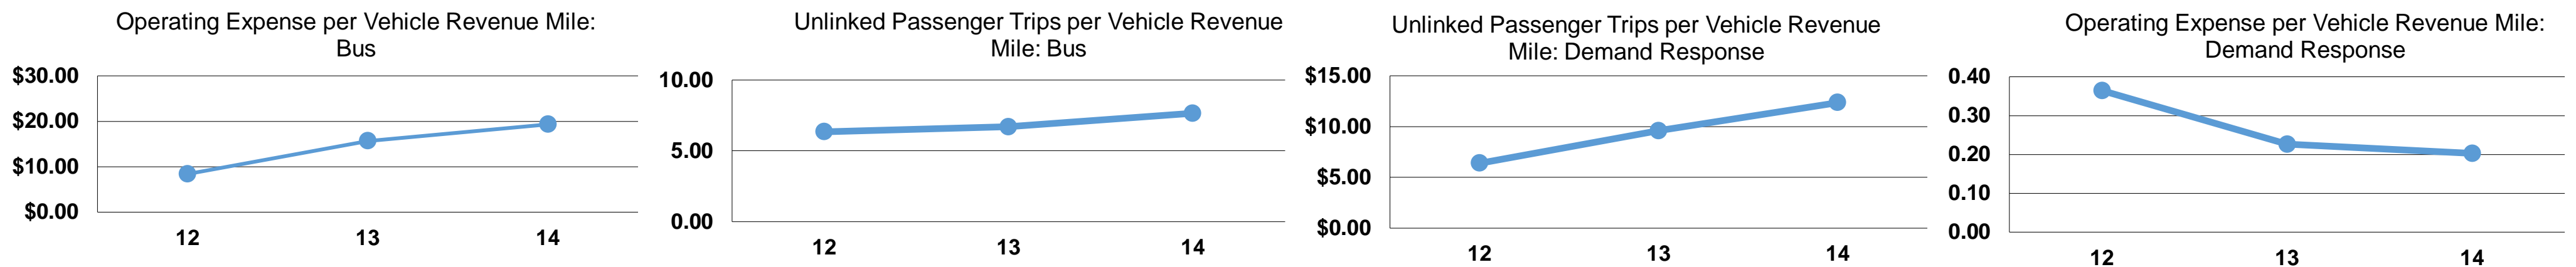 Operating Expense per Vehicle Revenue Mile:
Bus
$30.00
$20.00
$10.00
$0.00
12 13 14
Unlinked Passenger Trips per Vehicle Revenue
Mile: Bus
10.00
5.00
0.00
12 13 14
Unlinked Passenger Trips per Vehicle Revenue
Mile: Demand Response
$15.00
$10.00
$5.00
$0.00
12 13 14
Operating Expense per Vehicle Revenue Mile:
Demand Response
0.40
0.30
0.20
0.10
0.00
12 13 14